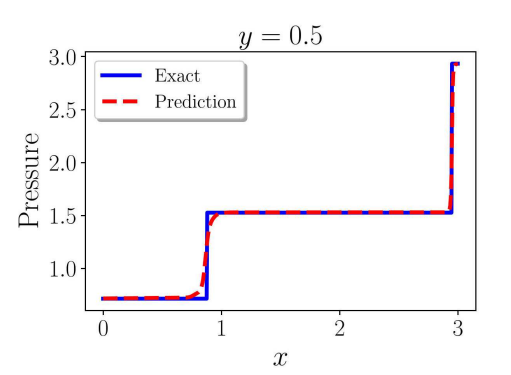 y = 0.5
Exact
Prediction
Pressure
3.0
2.5
2.0
1.5
1.0
0 1 2 3
x